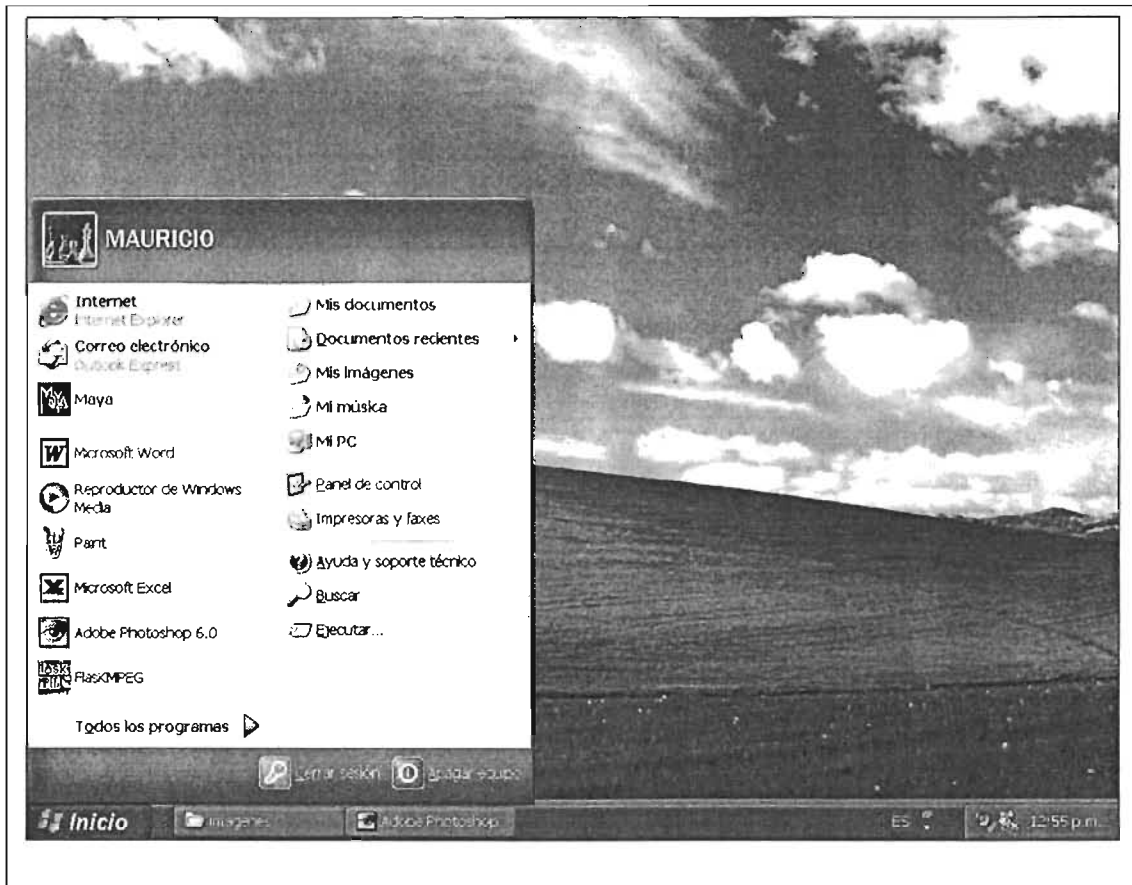 MAURICIO
Internet
Internet Explorer
Correo electrónico
Outlook Express
Maya
Microsoft Word
Reproductor de Windows
Media
Paint
Microsoft Excel
Adobe Photoshop 6.0
FlasKMPEG
Todos los programas
Mis documentos
Documentos recientes
Mis imágenes
Mi música
Mi PC
Panel de control
Impresoras y faxes
Ayuda y soporte técnico
Buscar
Ejecutar...
Cerrar sesión
Apagar equipo
Inicio
imagenes
Adobe Photoshop
ES
12:55 p.m.